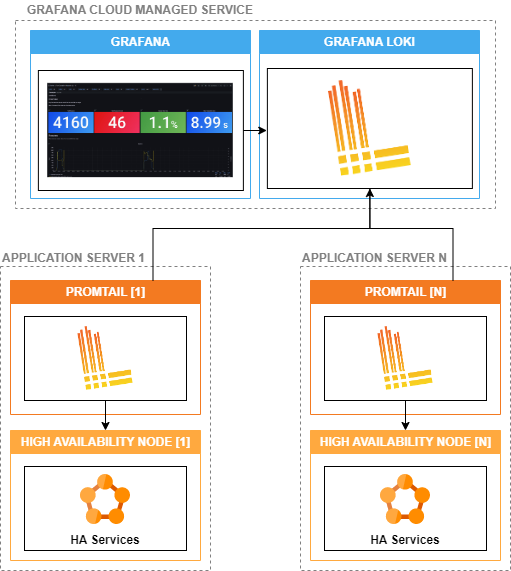 GRAFANA CLOUD MANAGED SERVICE
GRAFANA
GRAFANA LOKI
4160
46
1.1%
8.99 s
APPLICATION SERVER 1
APPLICATION SERVER N
PROMTAIL [1]
PROMTAIL [N]
HIGH AVAILABILITY NODE [1]
HIGH AVAILABILITY NODE [N]
HA Services
HA Services